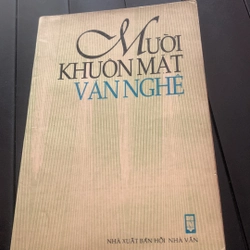 MƯỜI
KHUÔN MẶT
VĂN NGHỆ
NHÀ XUẤT BẢN HỘI NHÀ VĂN